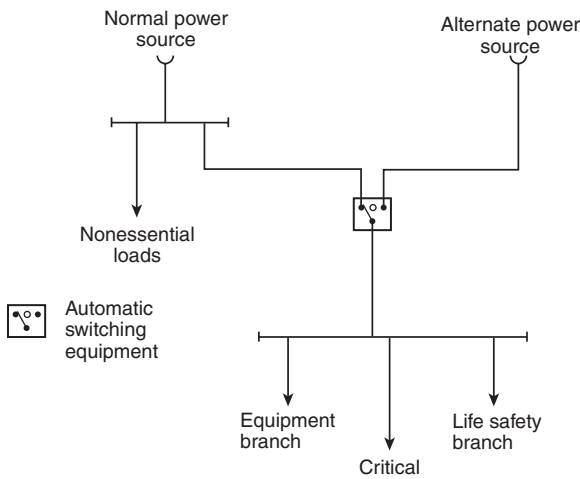 Normal power
source
Alternate power
source
Nonessential
loads
Automatic
switching
equipment
Equipment
branch
Life safety
branch
Critical